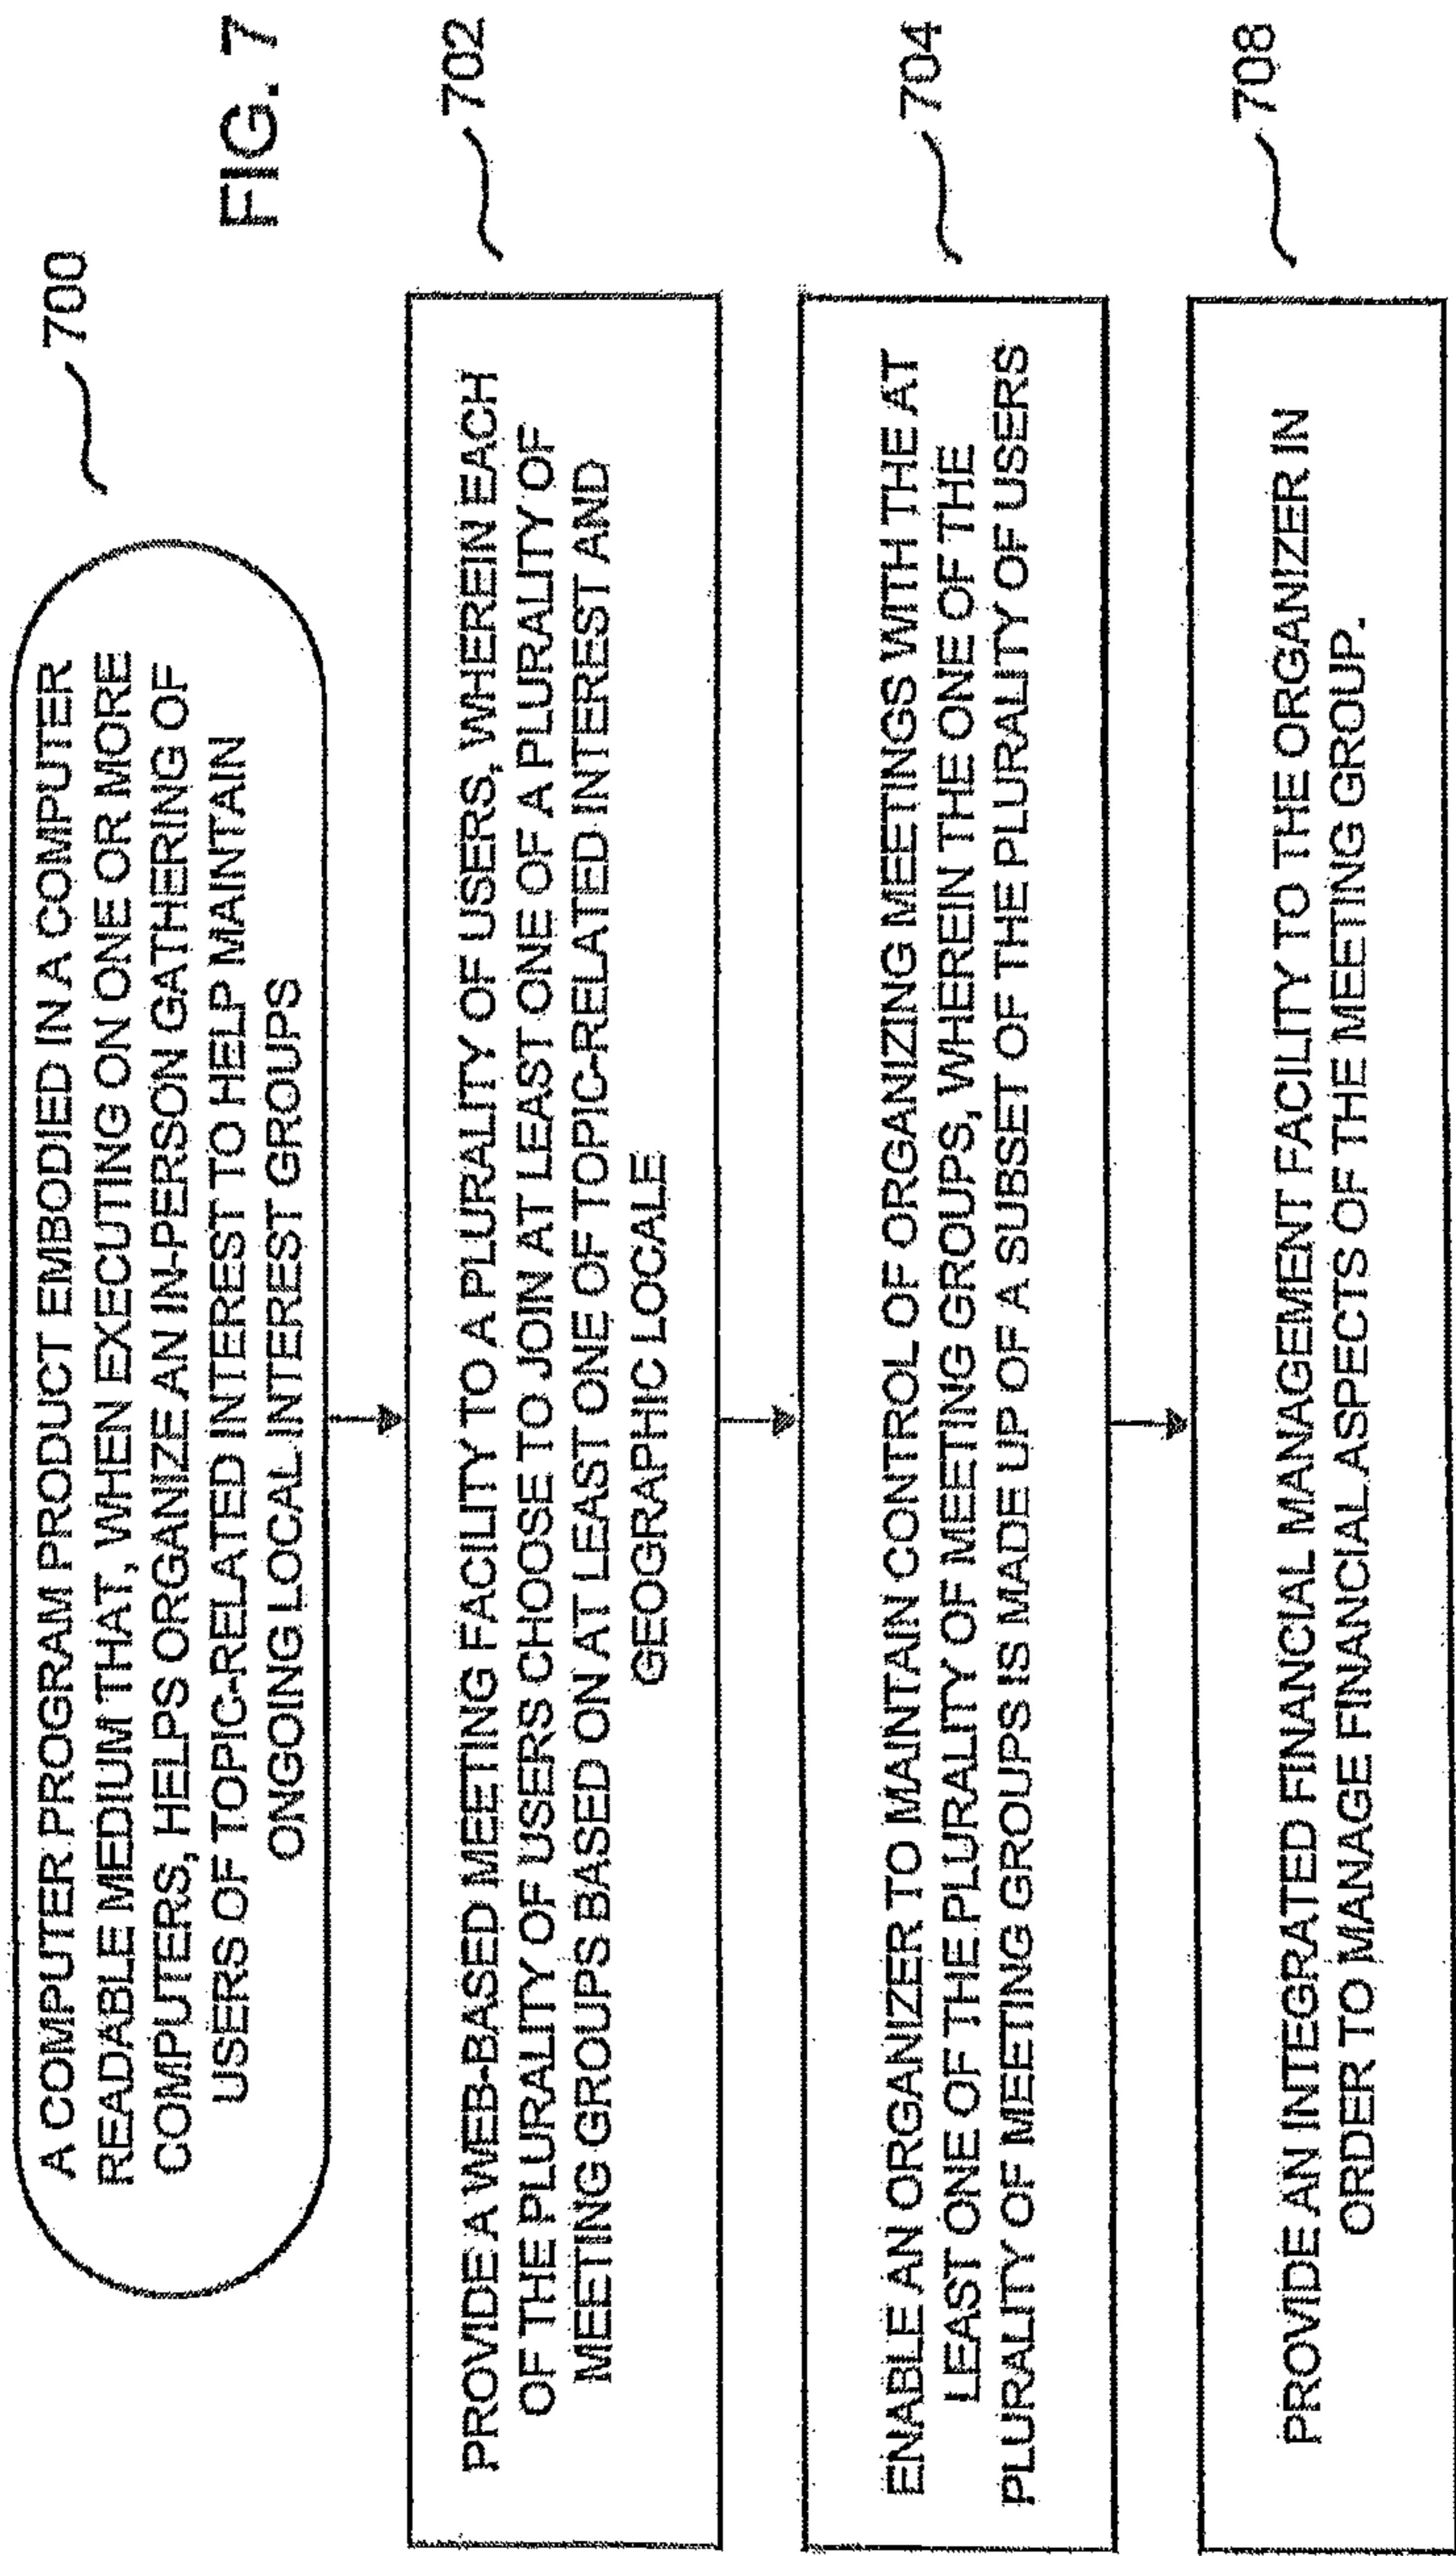 A COMPUTER PROGRAM PRODUCT EMBODIED IN A COMPUTER
READABLE MEDIUM THAT, WHEN EXECUTING ON ONE OR MORE
COMPUTERS, HELPS ORGANIZE AN IN-PERSON GATHERING OF
USERS OF TOPIC-RELATED INTEREST TO HELP MAINTAIN
ONGOING LOCAL INTEREST GROUPS
700
FIG. 7
PROVIDE A WEB-BASED MEETING FACILITY TO A PLURALITY OF USERS, WHEREIN EACH
OF THE PLURALITY OF USERS CHOOSE TO JOIN AT LEAST ONE OF A PLURALITY OF
MEETING GROUPS BASED ON AT LEAST ONE OF TOPIC-RELATED INTEREST AND
GEOGRAPHIC LOCALE
702
ENABLE AN ORGANIZER TO MAINTAIN CONTROL OF ORGANIZING MEETINGS WITH THE AT
LEAST ONE OF THE PLURALITY OF MEETING GROUPS, WHEREIN THE ONE OF THE
PLURALITY OF MEETING GROUPS IS MADE UP OF A SUBSET OF THE PLURALITY OF USERS
704
PROVIDE AN INTEGRATED FINANCIAL MANAGEMENT FACILITY TO THE ORGANIZER IN
ORDER TO MANAGE FINANCIAL ASPECTS OF THE MEETING GROUP.
708